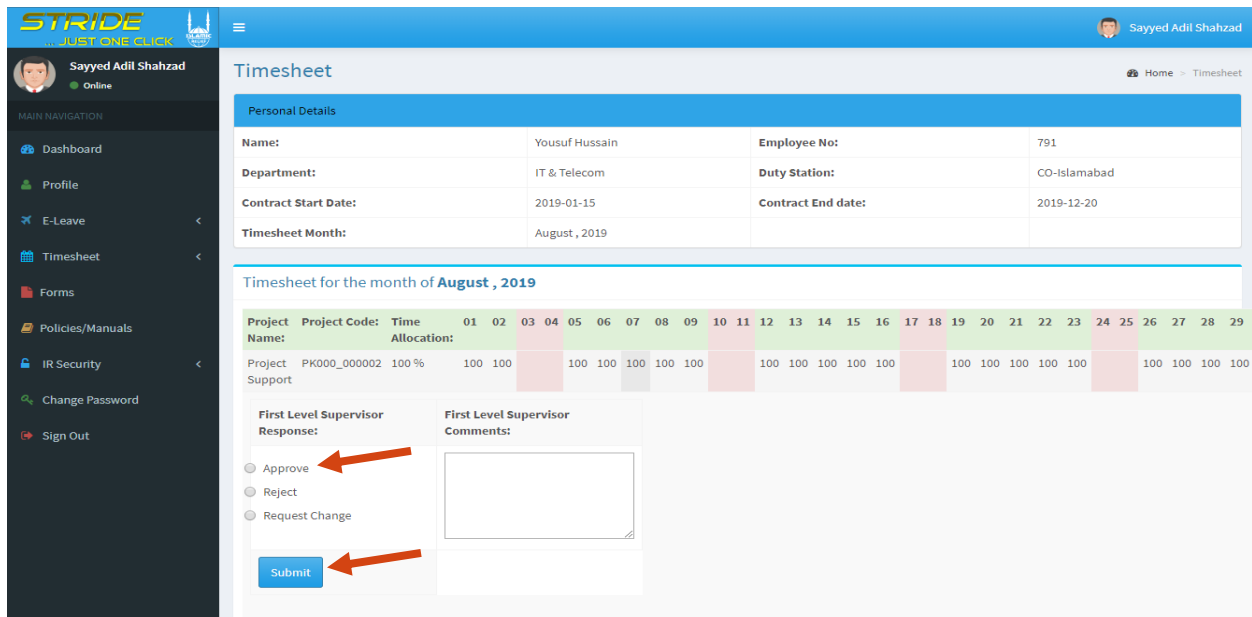 STRIDE
... JUST ONE CLICK
ISLAMIC
RELIEF
Sayyed Adil Shahzad
Sayyed Adil Shahzad
Online
MAIN NAVIGATION
Dashboard
Profile
E-Leave
Timesheet
Forms
Policies/Manuals
IR Security
Change Password
Sign Out
Timesheet
Home > Timesheet
Personal Details
Name: Yousuf Hussain Employee No: 791
Department: IT & Telecom Duty Station: CO-Islamabad
Contract Start Date: 2019-01-15 Contract End date: 2019-12-20
Timesheet Month: August , 2019
Timesheet for the month of August , 2019
Project Project Code: Time 01 02 03 04 05 06 07 08 09 10 11 12 13 14 15 16 17 18 19 20 21 22 23 24 25 26 27 28 29
Name: Allocation:
Project PK000_000002 100 % 100 100 100 100 100 100 100 100 100 100 100 100 100 100 100 100 100 100 100 100 100
Support
First Level Supervisor First Level Supervisor
Response: Comments:
Approve
Reject
Request Change
Submit